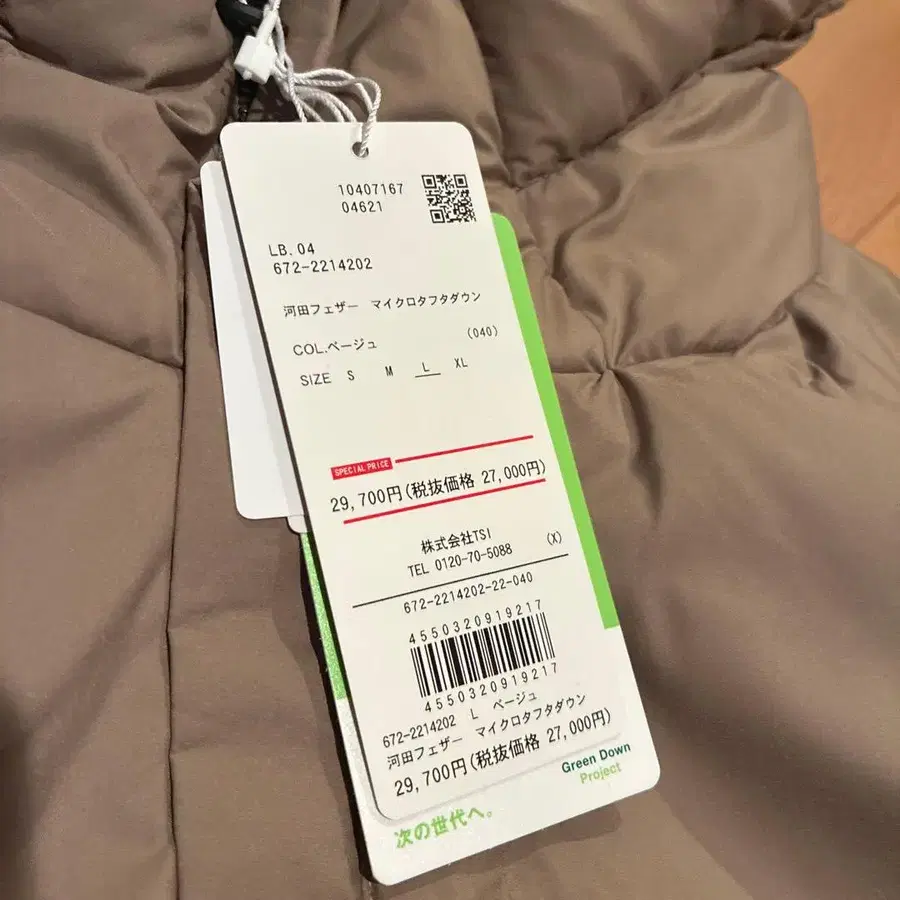 10407167
04621
LB.04
672-2214202
河田フェザー マイクロタフタダウン
COL.ベージュ (040)
SIZE S M L XL
SPECIAL PRICE
29,700円(税抜価格 27,000円)
株式会社TSI
TEL 0120-70-5088 (X)
672-2214202-22-040
4550320919217
4550320919217
672-2214202 L ベージュ
河田フェザー マイクロタフタダウン
29,700円(税抜価格 27,000円)
Green Down
Project
次の世代へ。